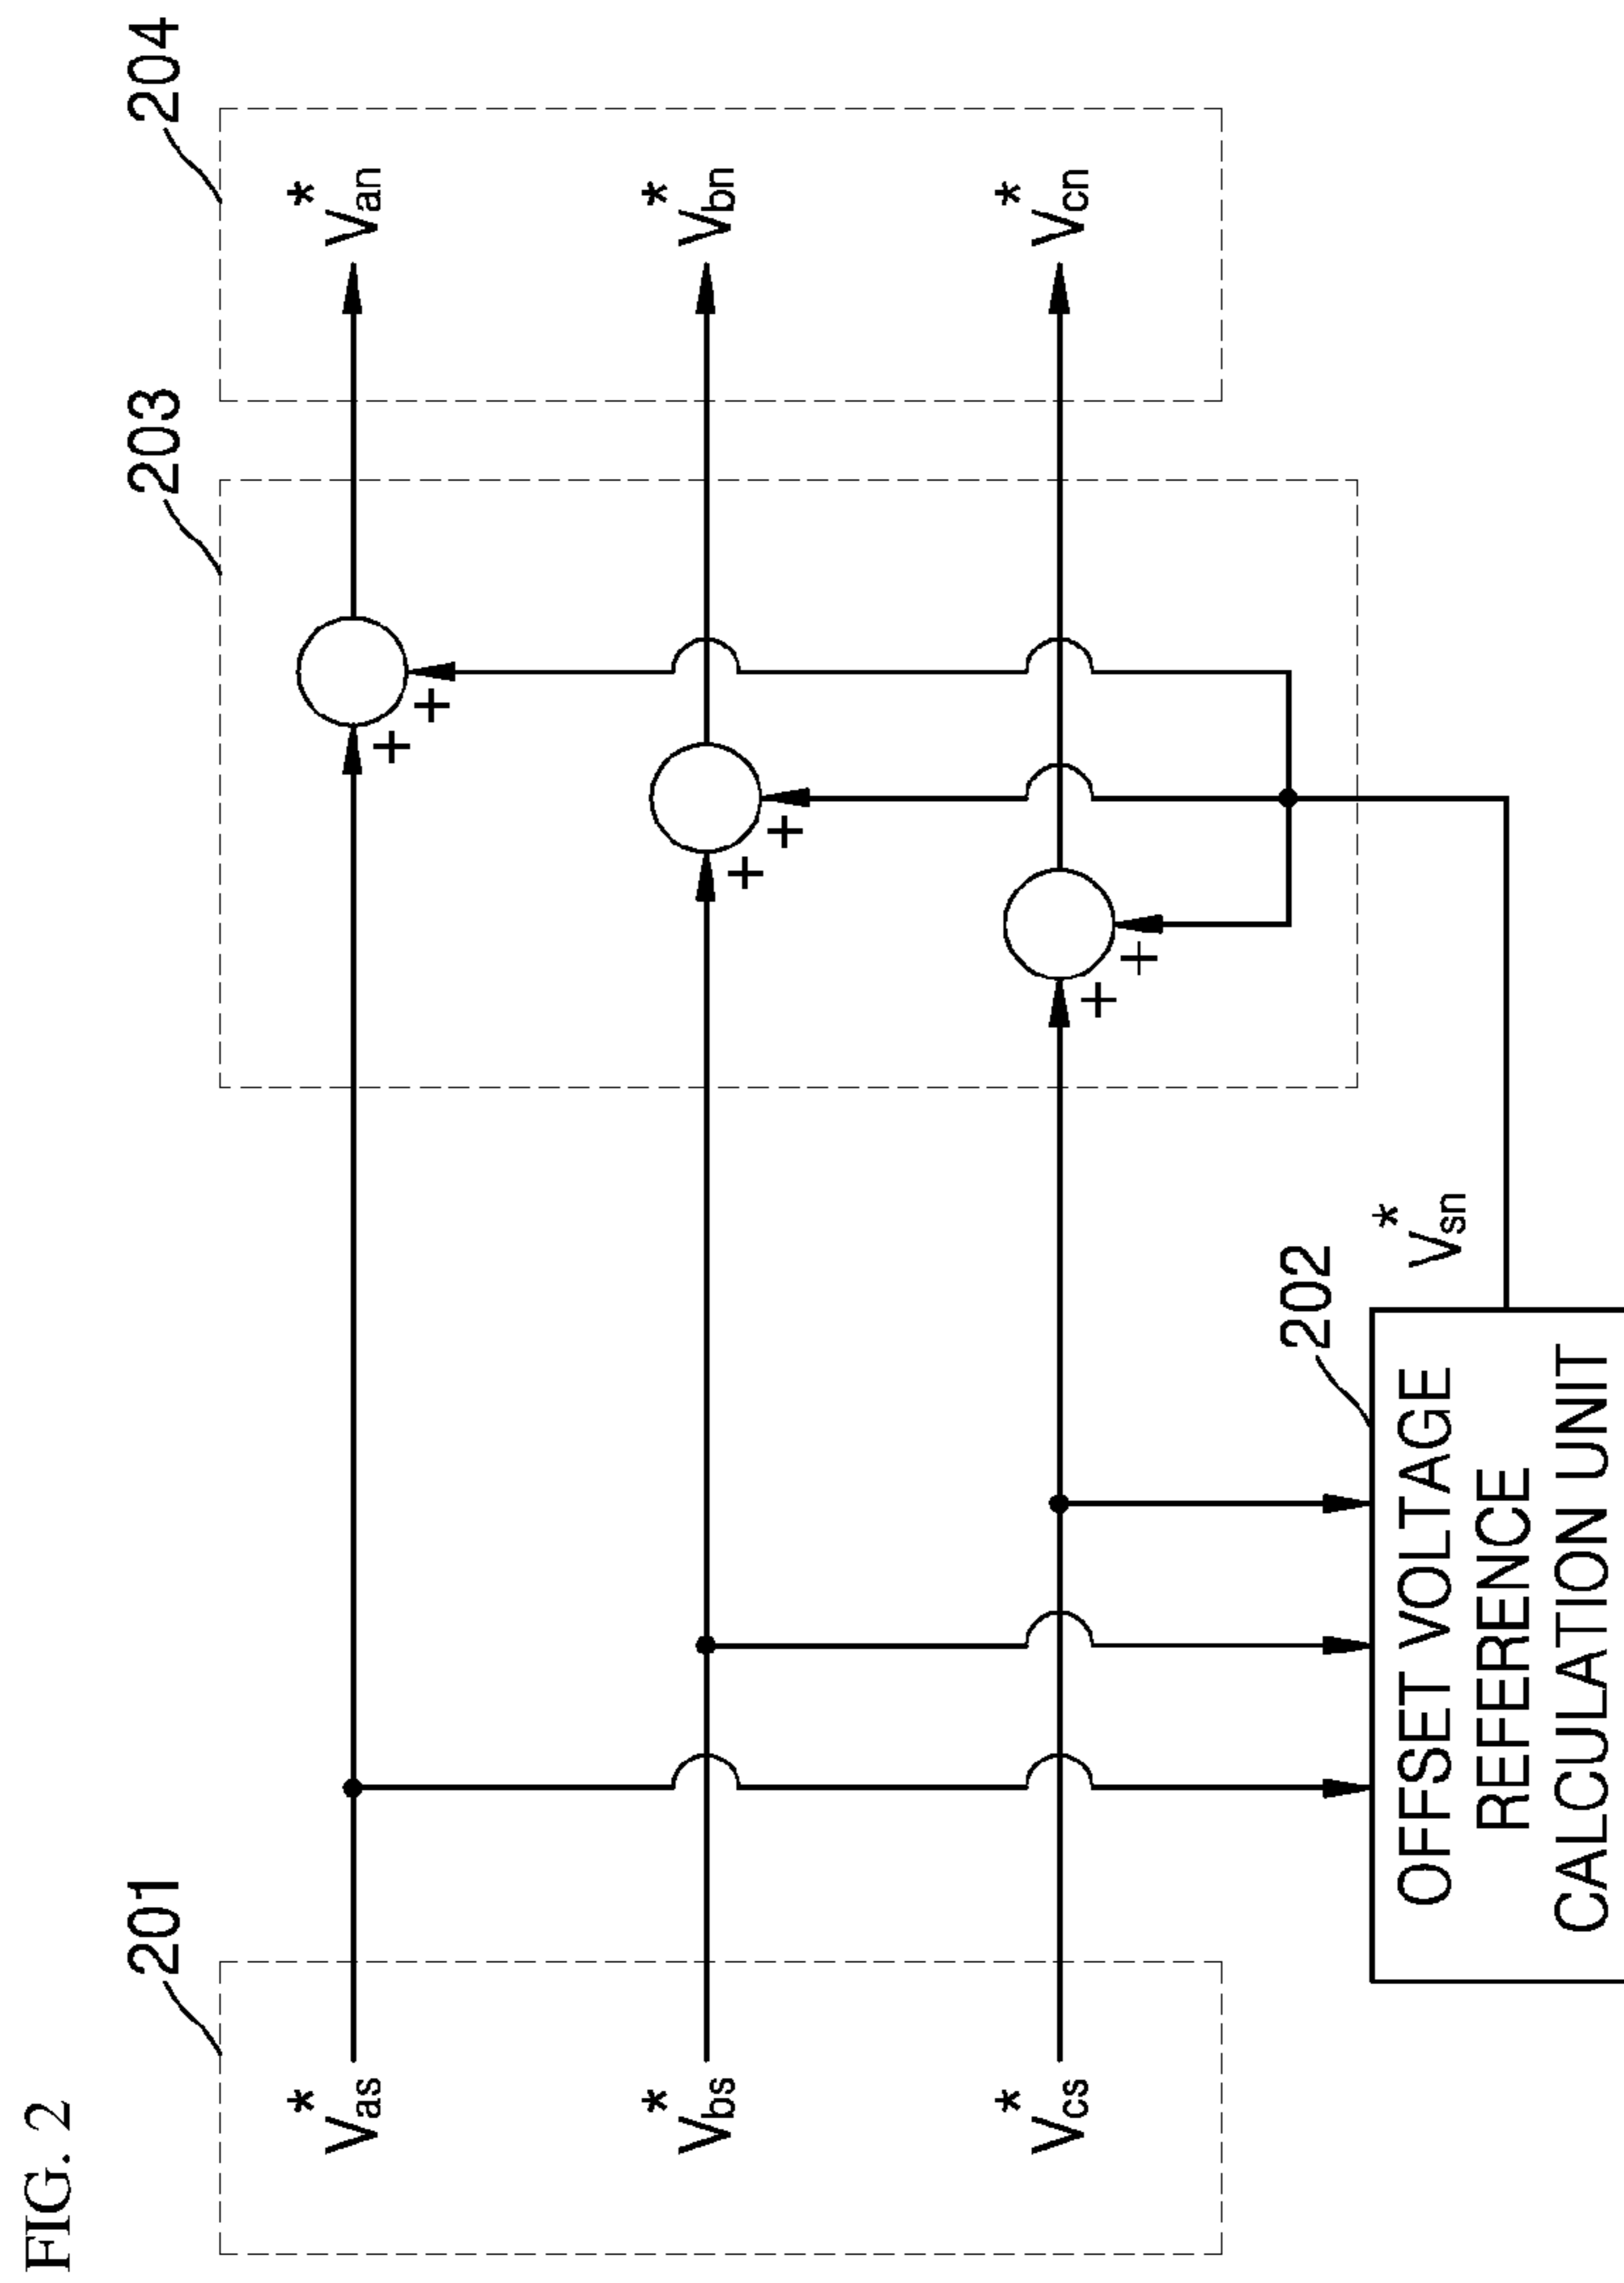 FIG. 2
201
203
204
V*as
V*an
V*bs
V*bn
V*cs
V*cn
+
+
+
+
+
+
202
V*sn
OFFSET VOLTAGE
REFERENCE
CALCULATION UNIT